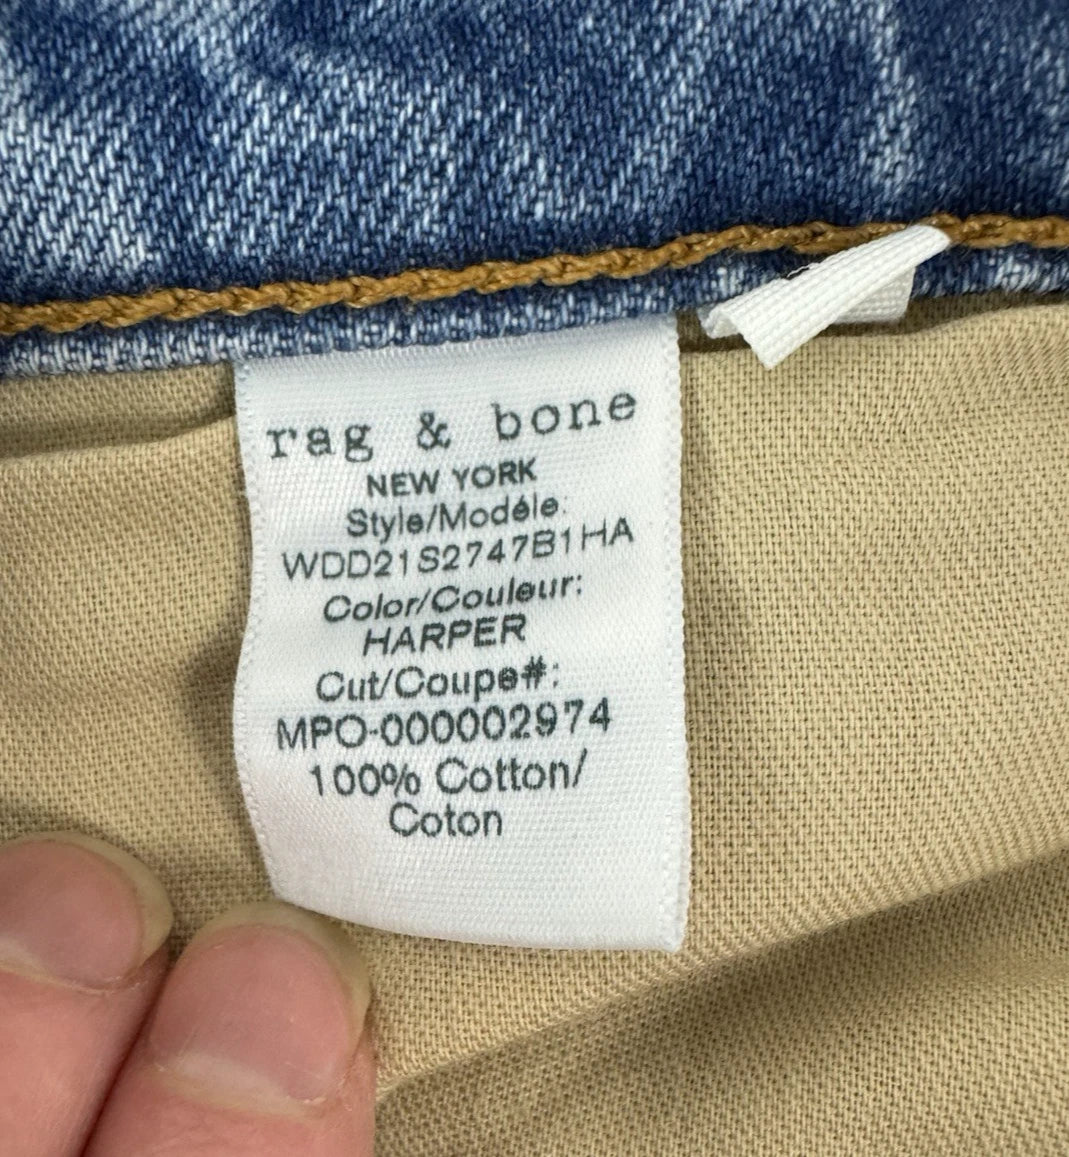 rag & bone
NEW YORK
Style/Modéle:
WDD21S2747B1HA
Color/Couleur:
HARPER
Cut/Coupe#:
MPO-000002974
100% Cotton/
Coton